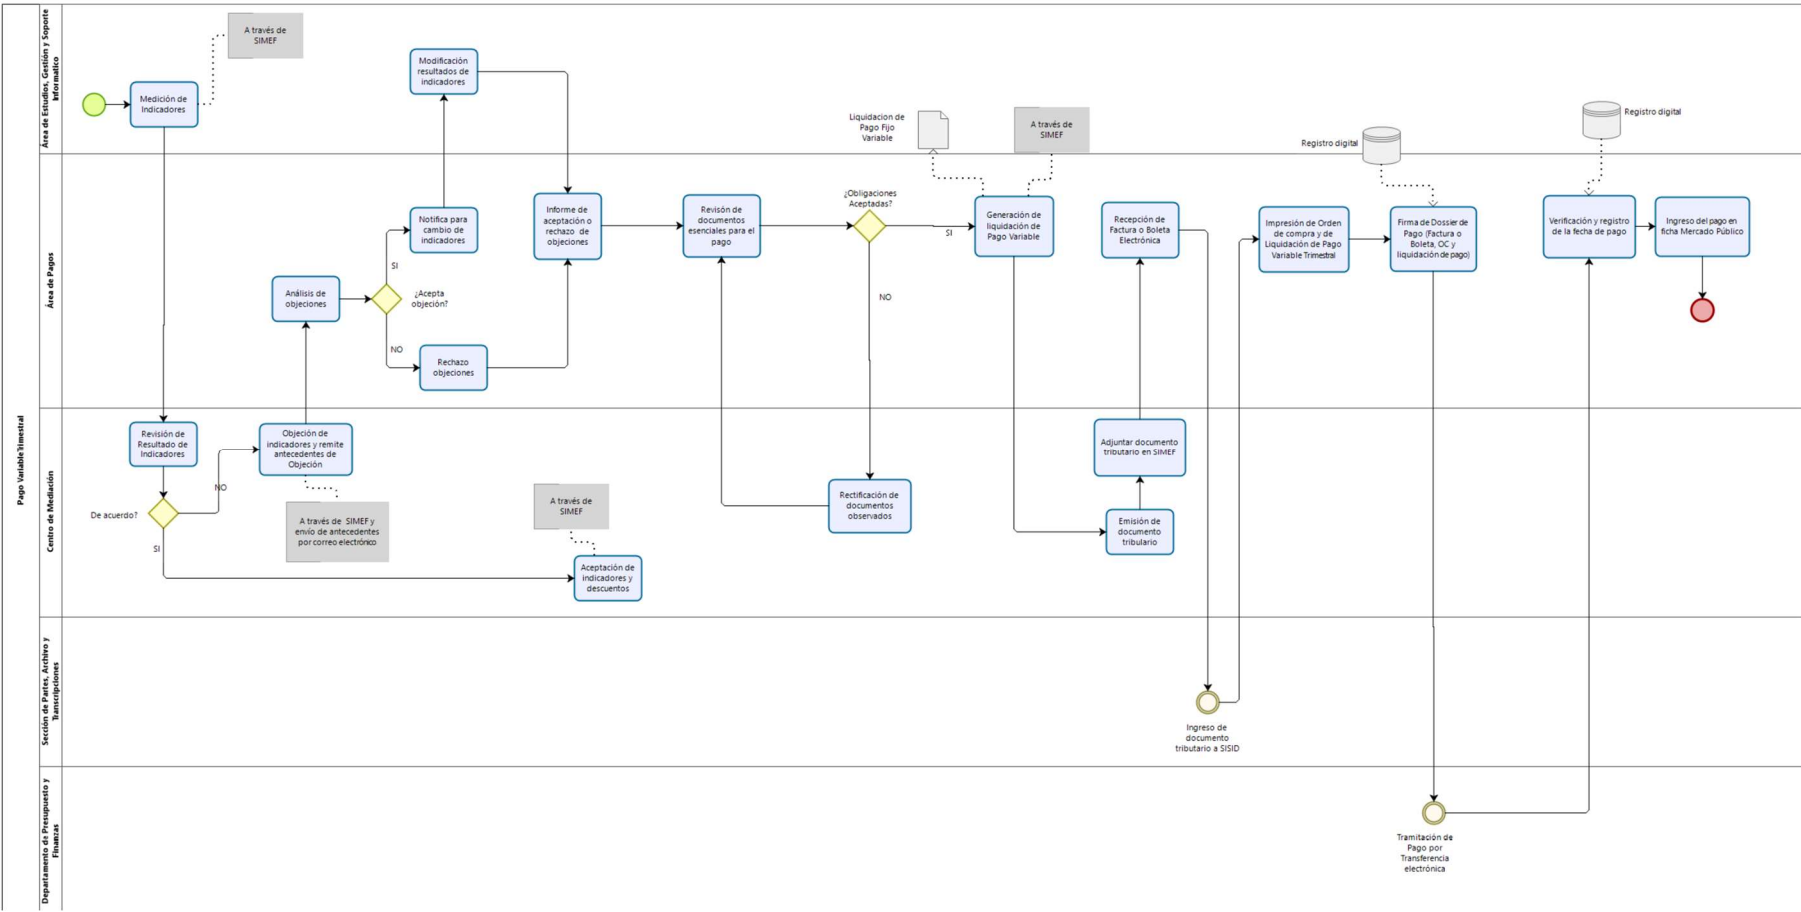 Pago Variable Trimestral
Área de Estudios, Gestión y Soporte
Informatico
A través de
SIMEF
Medición de
Indicadores
Modificación
resultados de
indicadores
Liquidacion de
Pago Fijo
Variable
A través de
SIMEF
Registro digital
Registro digital
Área de Pagos
Notifica para
cambio de
indicadores
SI
Análisis de
objeciones
¿Acepta
objeción?
NO
Rechazo
objeciones
Informe de
aceptación o
rechazo de
objeciones
Revisón de
documentos
esenciales para el
pago
¿Obligaciones
Aceptadas?
SI
NO
Generación de
liquidación de
Pago Variable
Recepción de
Factura o Boleta
Electrónica
Impresión de Orden
de compra y de
Liquidación de Pago
Variable Trimestral
Firma de Dossier de
Pago (Factura o
Boleta, OC y
liquidación de pago)
Verificación y registro
de la fecha de pago
Ingreso del pago en
ficha Mercado Público
Centro de Mediación
Revisión de
Resultado de
Indicadores
De acuerdo?
NO
SI
Objeción de
indicadores y remite
antecedentes de
Objeción
A través de SIMEF y
envío de antecedentes
por correo electrónico
A través de
SIMEF
Aceptación de
indicadores y
descuentos
Rectificación de
documentos
observados
Adjuntar documento
tributario en SIMEF
Emisión de
documento
tributario
Sección de Partes, Archivo y
Transcripciones
Ingreso de
documento
tributario a SISID
Departamento de Presupuesto y
Finanzas
Tramitación de
Pago por
Transferencia
electrónica